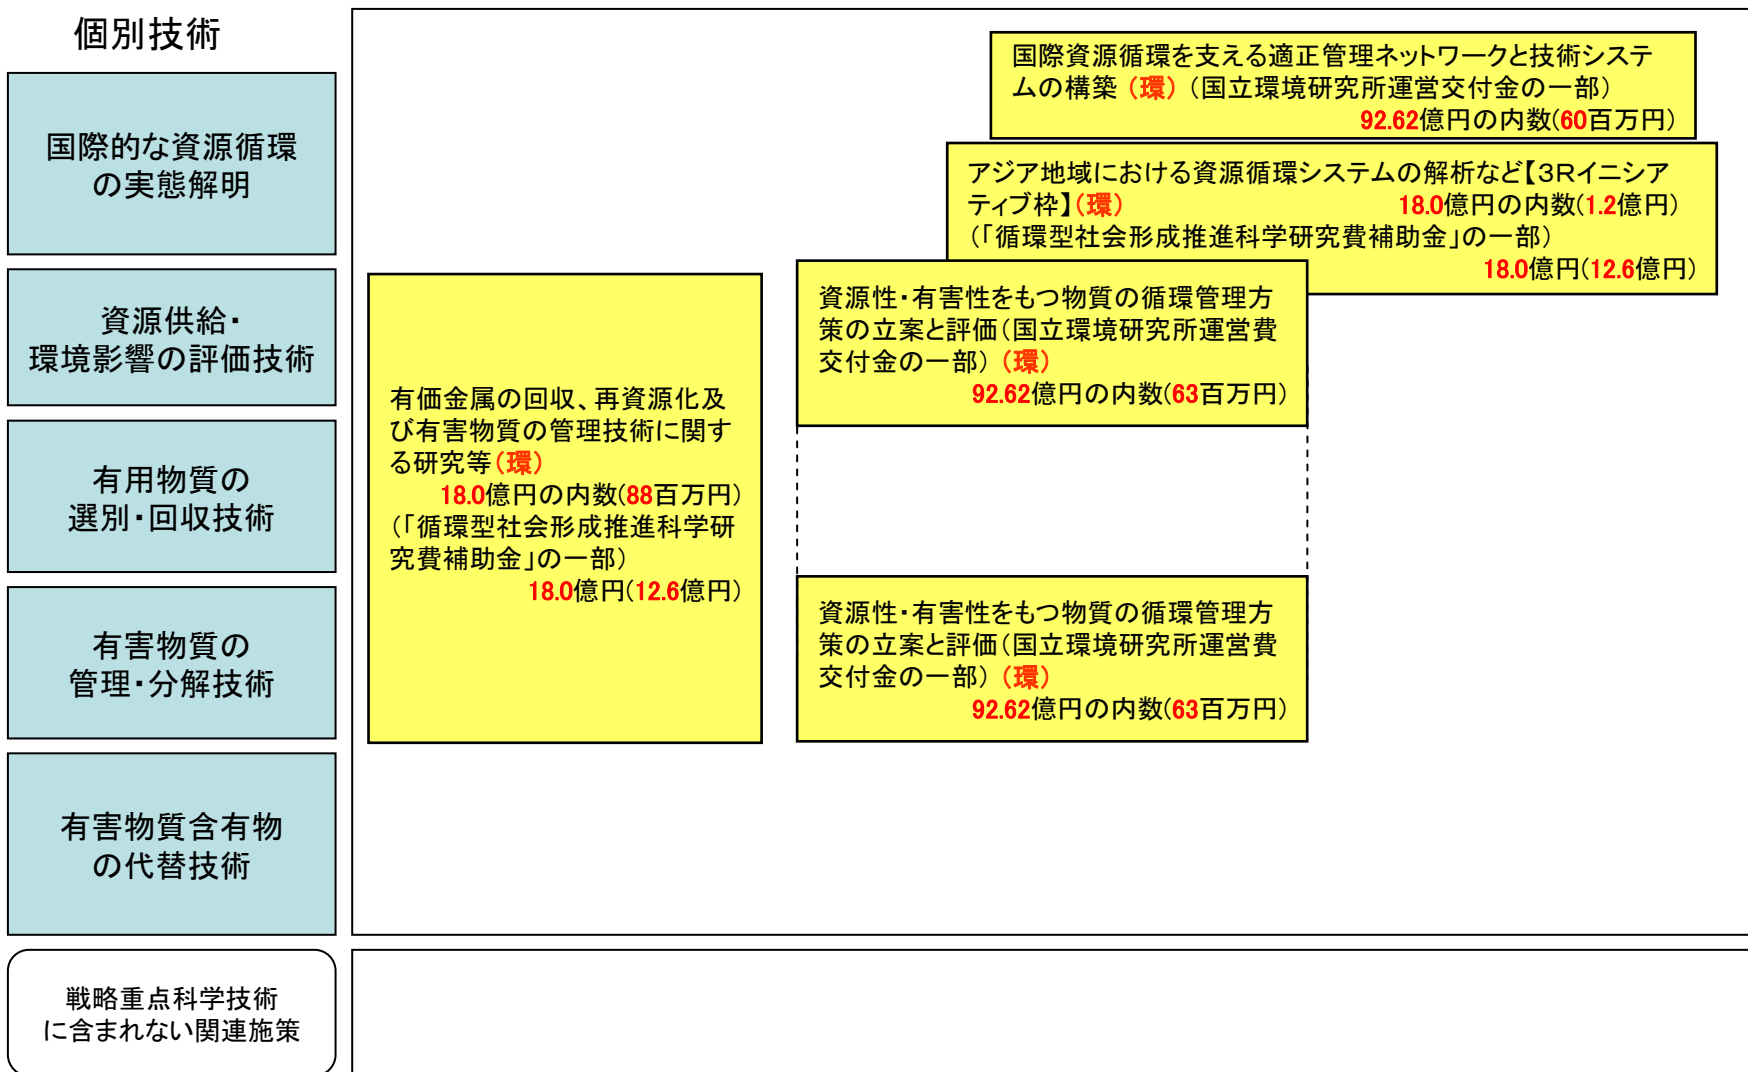 個別技術
国際的な資源循環
の実態解明
資源供給・
環境影響の評価技術
有用物質の
選別・回収技術
有害物質の
管理・分解技術
有害物質含有物
の代替技術
戦略重点科学技術
に含まれない関連施策
国際資源循環を支える適正管理ネットワークと技術システ
ムの構築(環)(国立環境研究所運営交付金の一部)
92.62億円の内数(60百万円)
アジア地域における資源循環システムの解析など【3Rイニシア
ティブ枠】(環) 18.0億円の内数(1.2億円)
(「循環型社会形成推進科学研究費補助金」の一部)
18.0億円(12.6億円)
有価金属の回収、再資源化及
び有害物質の管理技術に関す
る研究等(環)
18.0億円の内数(88百万円)
(「循環型社会形成推進科学研
究費補助金」の一部)
18.0億円(12.6億円)
資源性・有害性をもつ物質の循環管理方
策の立案と評価(国立環境研究所運営費
交付金の一部)(環)
92.62億円の内数(63百万円)
資源性・有害性をもつ物質の循環管理方
策の立案と評価(国立環境研究所運営費
交付金の一部)(環)
92.62億円の内数(63百万円)